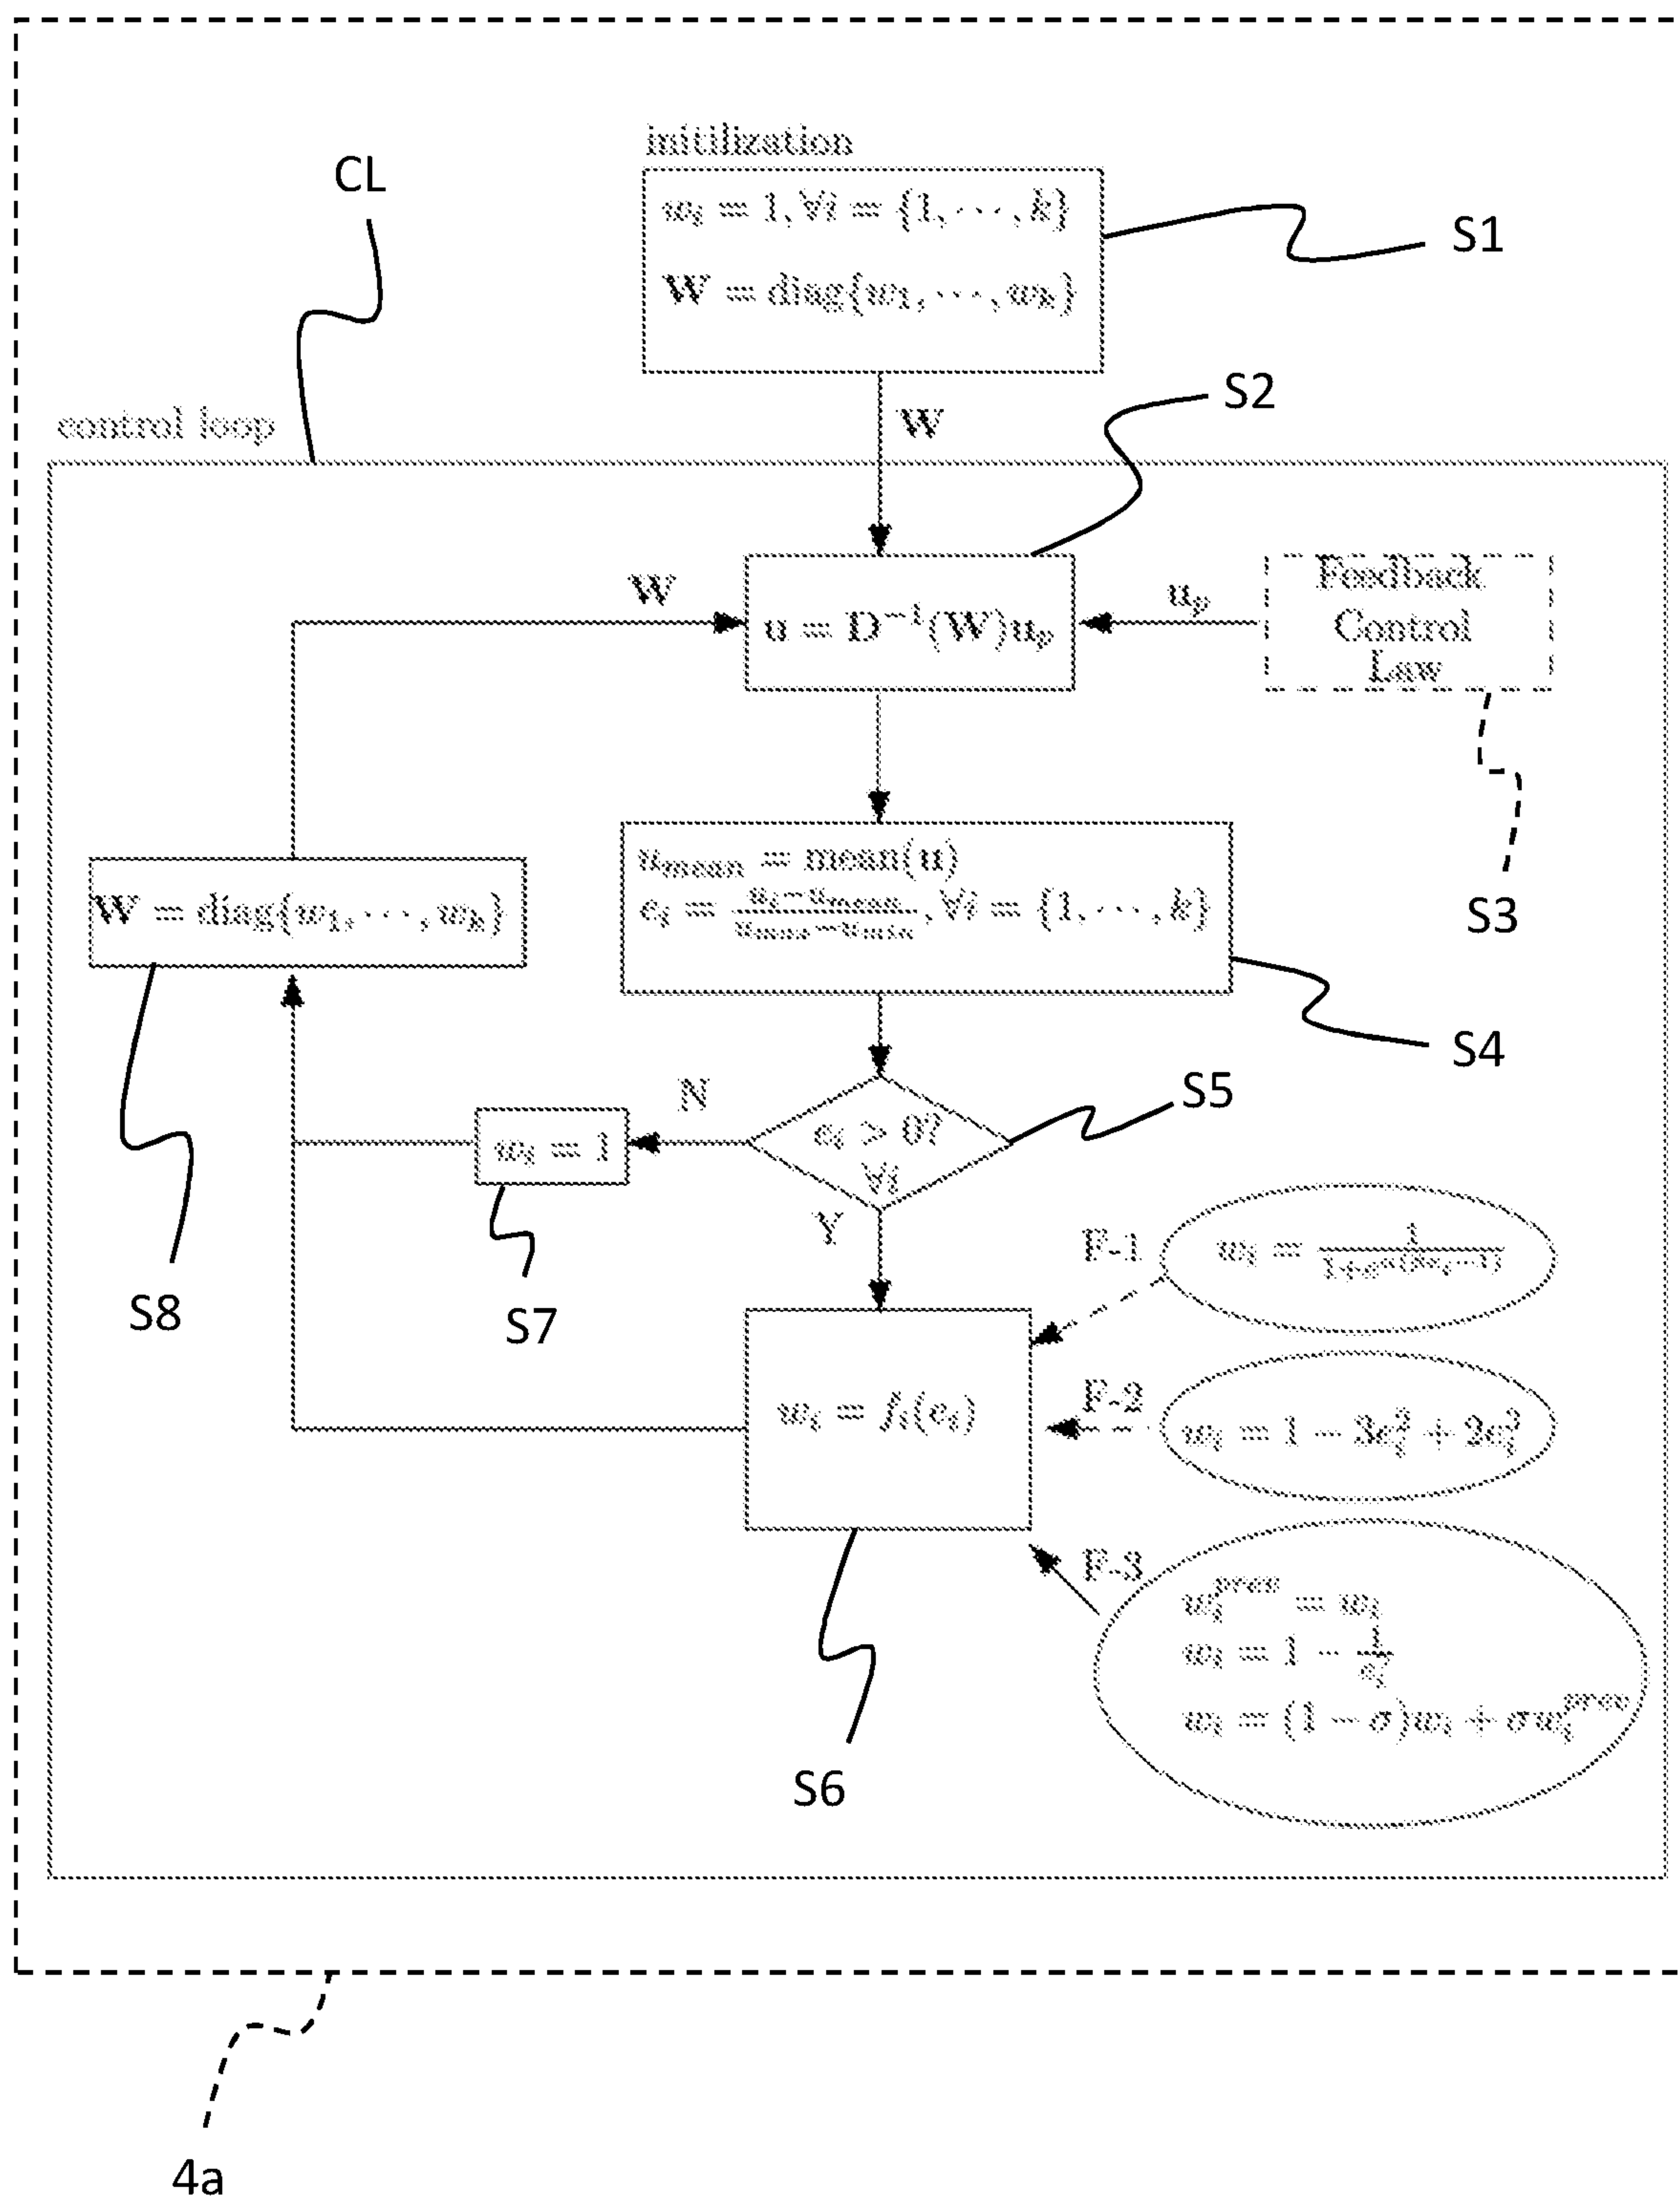 initilization
CL
w_i = 1, ∀i = {1, ⋯, k}
W = diag{w_1, ⋯, w_k}
S1
S2
W
control loop
W
u = D^{-1}(W)u_p
u_p
Feedback
Control
Law
S3
u_mean = mean(u)
e_i = (u_i − u_mean)/(u_max − u_min), ∀i = {1, ⋯, k}
W = diag{w_1, ⋯, w_k}
S4
N
e_i > 0?
∀i
S5
w_i = 1
Y
S8
S7
F-1
w_i =
F-2
w_i = 1 − 3e_i^2 + 2e_i^3
w_i = f_i(e_i)
F-3
w_i^{prev} = w_i
w_i = 1 −
w_i = (1 − σ)w_i + σw_i^{prev}
S6
4a